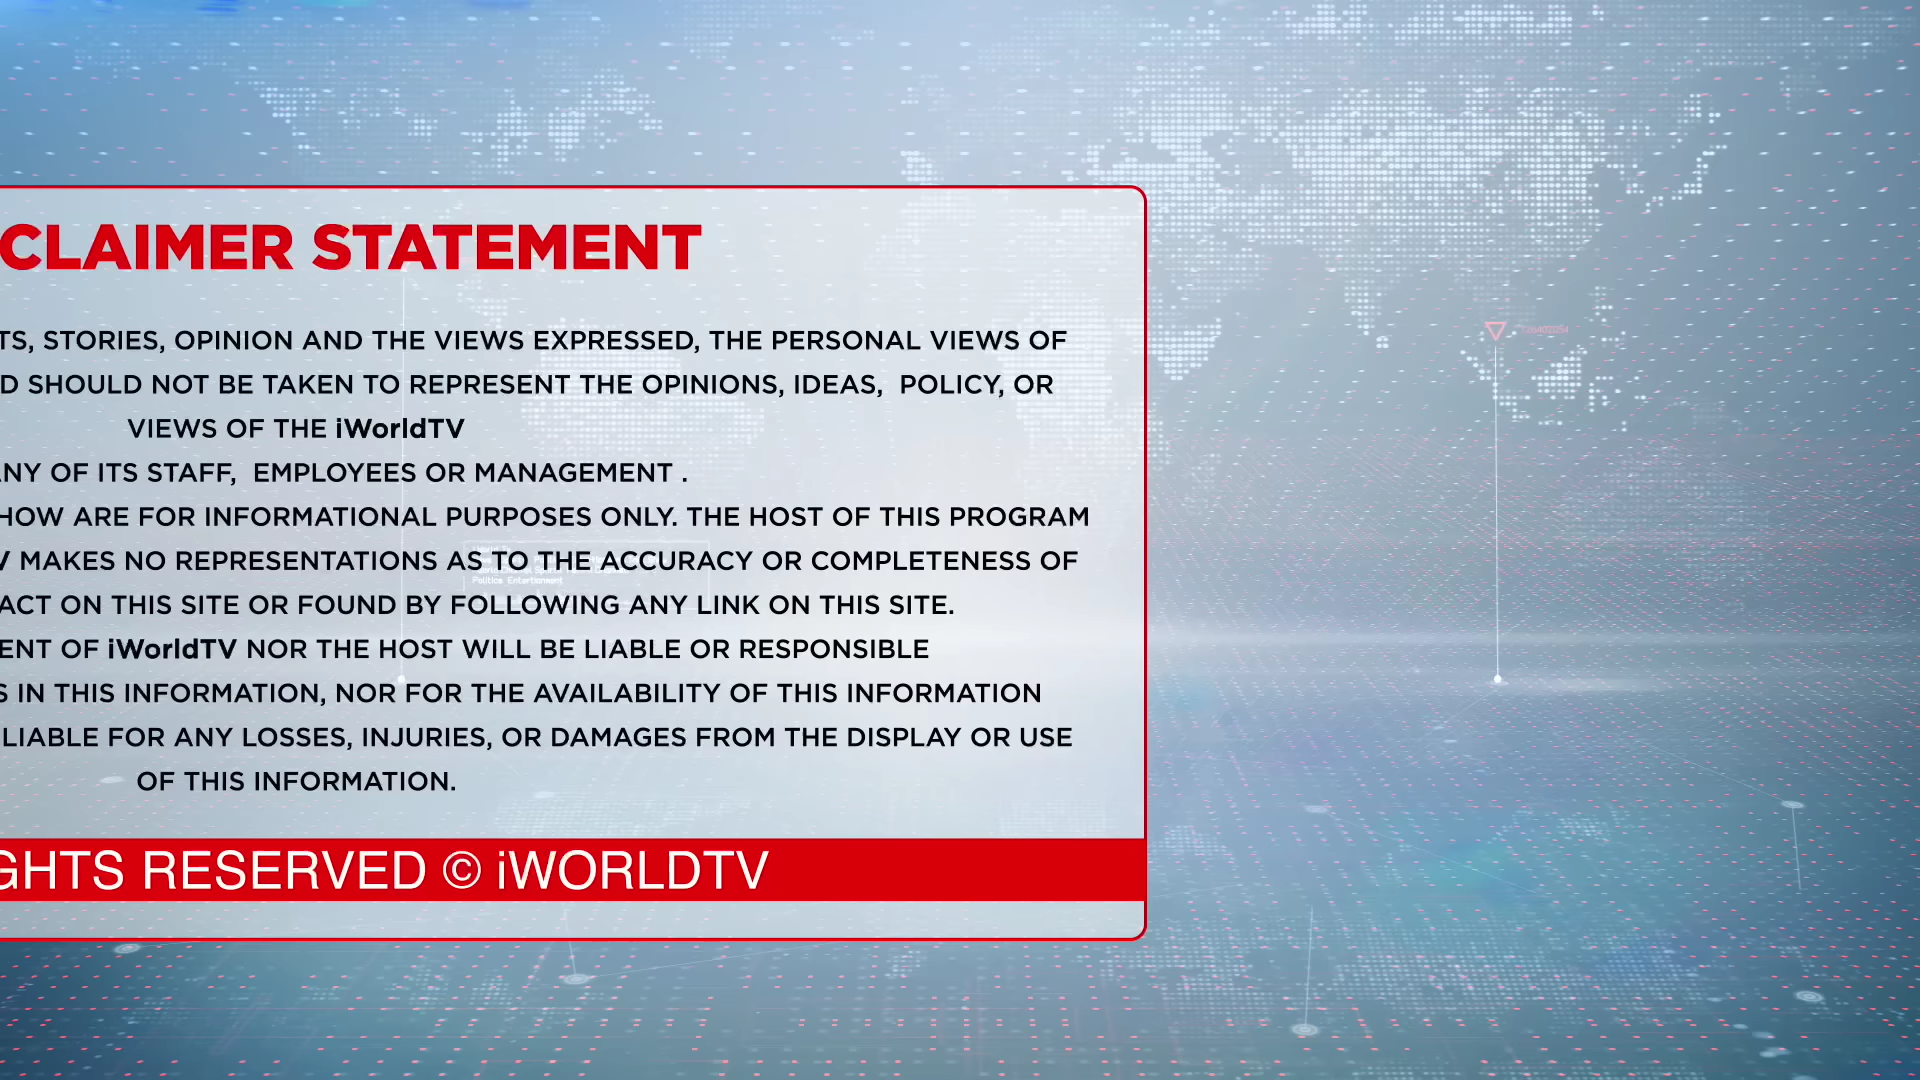 CLAIMER STATEMENT
TS, STORIES, OPINION AND THE VIEWS EXPRESSED, THE PERSONAL VIEWS OF
D SHOULD NOT BE TAKEN TO REPRESENT THE OPINIONS, IDEAS, POLICY, OR
VIEWS OF THE iWorldTV
ANY OF ITS STAFF, EMPLOYEES OR MANAGEMENT .
HOW ARE FOR INFORMATIONAL PURPOSES ONLY. THE HOST OF THIS PROGRAM
V MAKES NO REPRESENTATIONS AS TO THE ACCURACY OR COMPLETENESS OF
ACT ON THIS SITE OR FOUND BY FOLLOWING ANY LINK ON THIS SITE.
Politics Entertainment
ENT OF iWorldTV NOR THE HOST WILL BE LIABLE OR RESPONSIBLE
S IN THIS INFORMATION, NOR FOR THE AVAILABILITY OF THIS INFORMATION
LIABLE FOR ANY LOSSES, INJURIES, OR DAMAGES FROM THE DISPLAY OR USE
OF THIS INFORMATION.
GHTS RESERVED © iWORLDTV